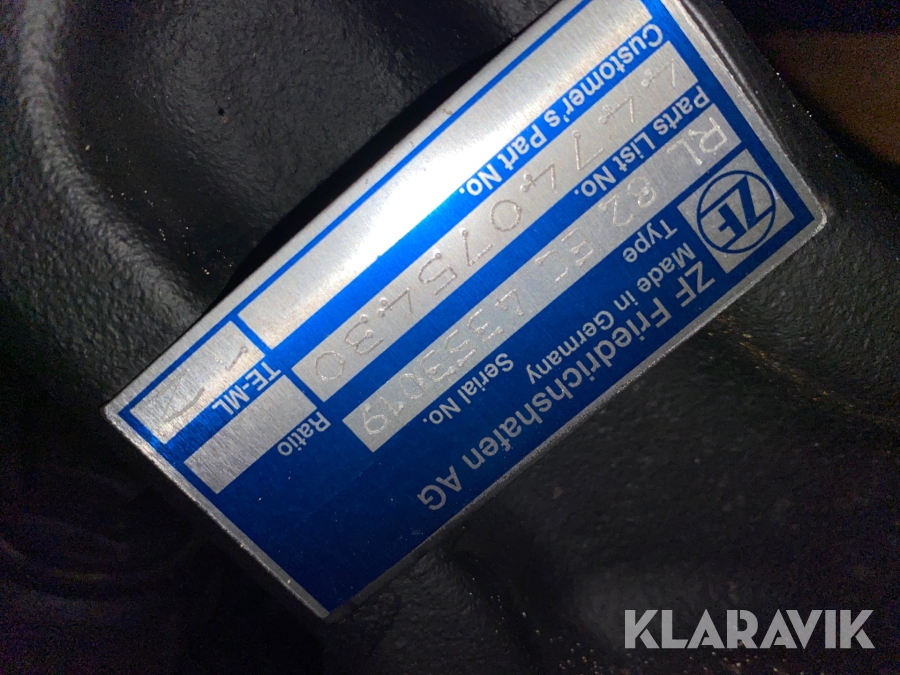 ZF
ZF Friedrichshafen AG
Made in Germany
Type
Serial No.
RL 82 EC
4353019
Parts List No.
Ratio
4474075430
Customer's Part No.
TE-ML
KLARAVIK